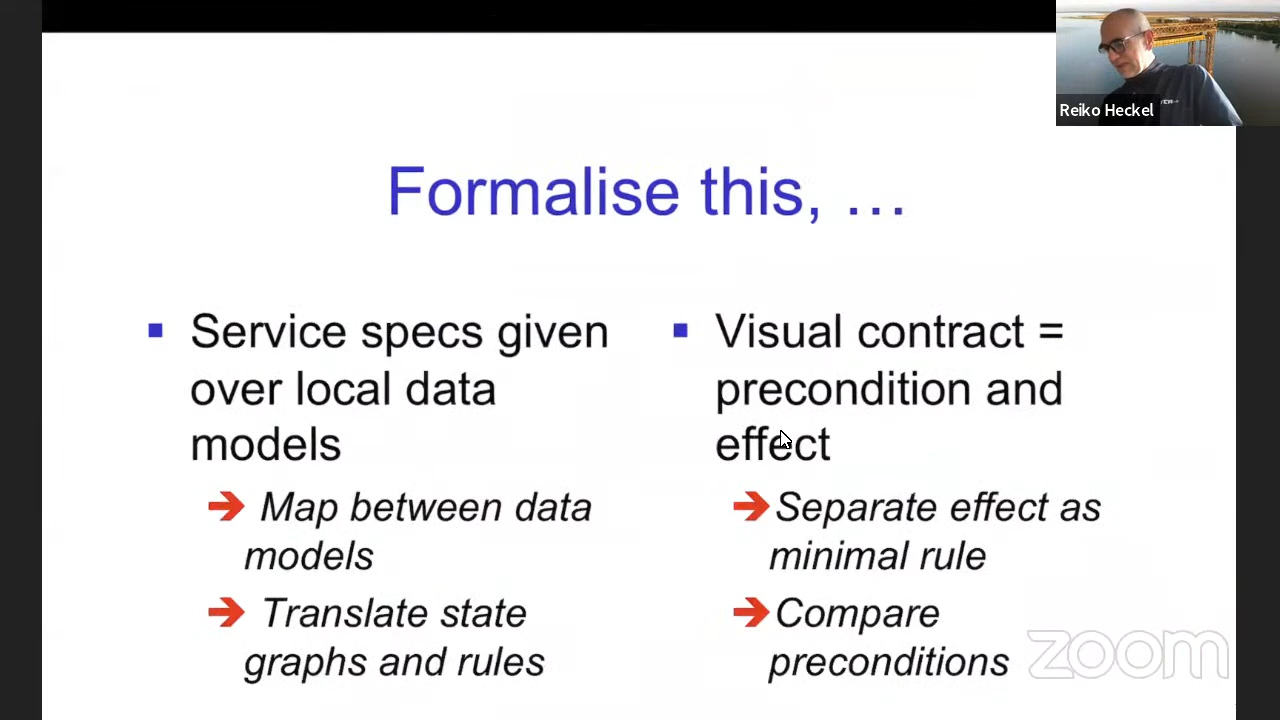 Reiko Heckel
Formalise this, …
Service specs given
over local data
models
Map between data
models
Translate state
graphs and rules
Visual contract =
precondition and
effect
Separate effect as
minimal rule
Compare
preconditions
zoom